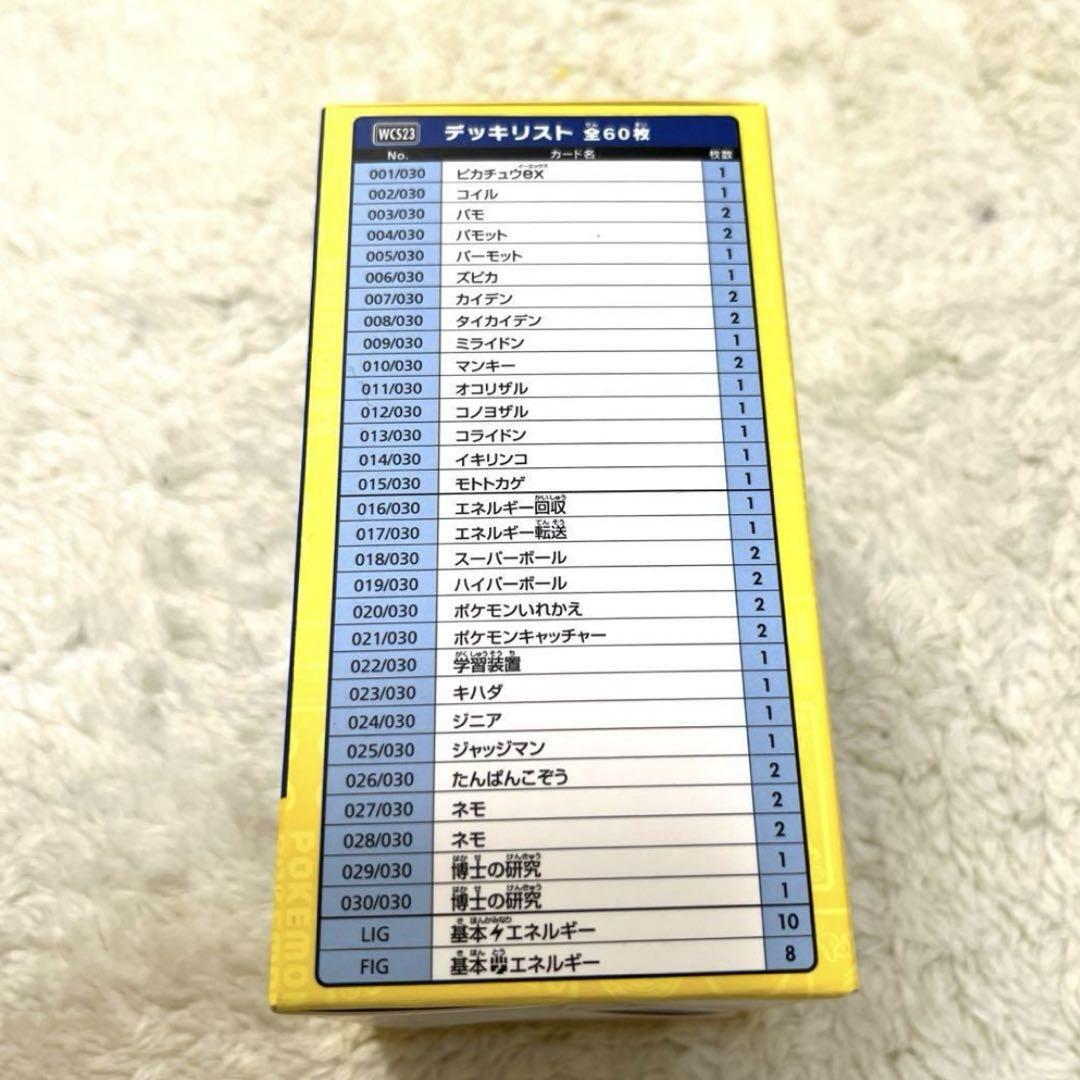 WCS23 デッキリスト 全60枚
No. カード名 枚数
001/030 ピカチュウex 1
002/030 コイル 1
003/030 パモ 2
004/030 パモット 2
005/030 パーモット 1
006/030 ズピカ 1
007/030 カイデン 2
008/030 タイカイデン 2
009/030 ミライドン 1
010/030 マンキー 2
011/030 オコリザル 1
012/030 コノヨザル 1
013/030 コライドン 1
014/030 イキリンコ 1
015/030 モトトカゲ 1
016/030 エネルギー回収 1
017/030 エネルギー転送 1
018/030 スーパーボール 2
019/030 ハイパーボール 2
020/030 ポケモンいれかえ 2
021/030 ポケモンキャッチャー 2
022/030 学習装置 1
023/030 キハダ 1
024/030 ジニア 1
025/030 ジャッジマン 1
026/030 たんぱんこぞう 2
027/030 ネモ 2
028/030 ネモ 2
029/030 博士の研究 1
030/030 博士の研究 1
LIG 基本エネルギー 10
FIG 基本エネルギー 8
POKEMO